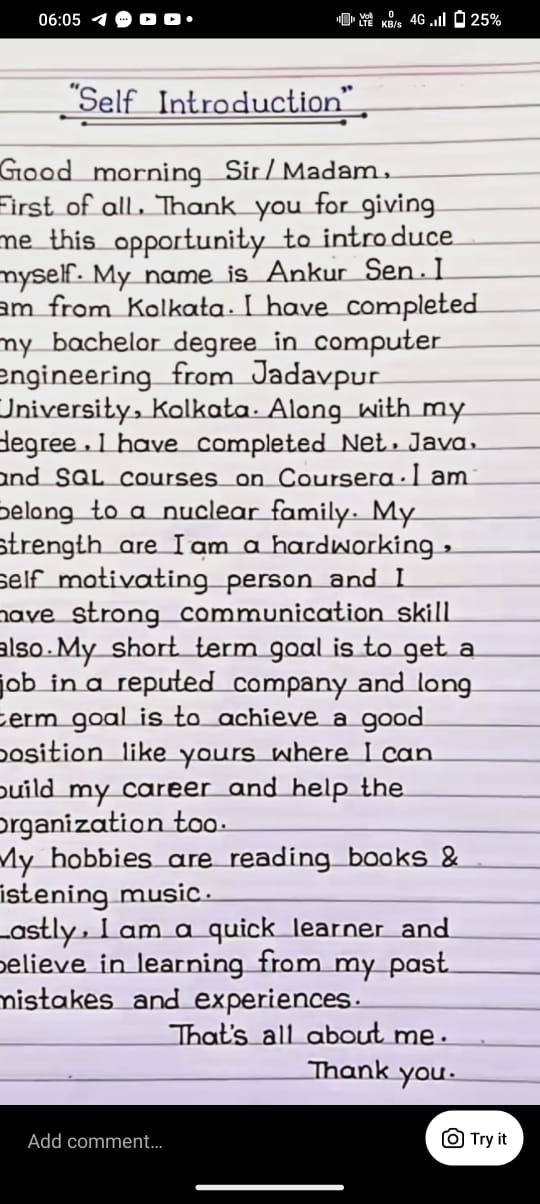 06:05
Vo)) LTE
0 KB/s
4G
25%
"Self Introduction"
Good morning Sir/Madam,
First of all, Thank you for giving
me this opportunity to introduce
myself. My name is Ankur Sen. I
am from Kolkata. I have completed
my bachelor degree in computer
engineering from Jadavpur
University, Kolkata. Along with my
degree, I have completed Net, Java,
and SQL courses on Coursera. I am
belong to a nuclear family. My
strength are I am a hardworking,
self motivating person and I
have strong communication skill
also. My short term goal is to get a
job in a reputed company and long
term goal is to achieve a good
position like yours where I can
build my career and help the
organization too.
My hobbies are reading books &
listening music.
Lastly, I am a quick learner and
believe in learning from my past
mistakes and experiences.
That's all about me.
Thank you.
Add comment...
Try it